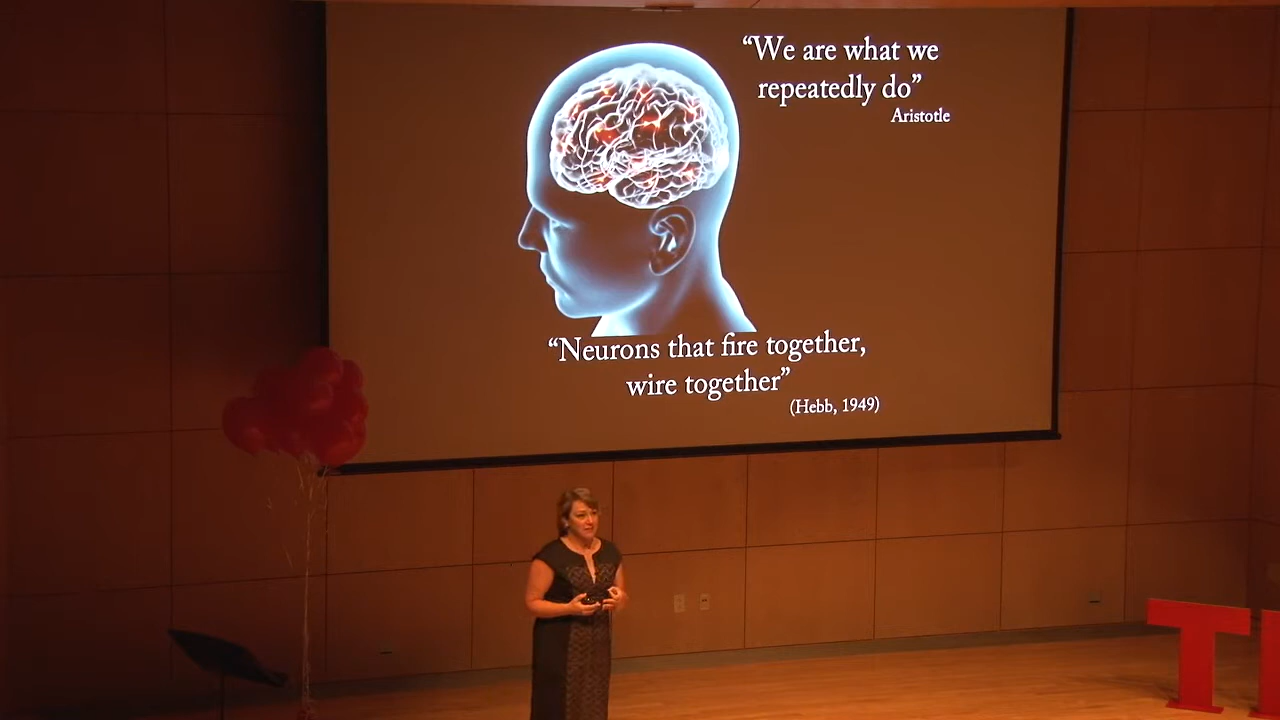 “We are what we
repeatedly do”
Aristotle
“Neurons that fire together,
wire together”
(Hebb, 1949)
T